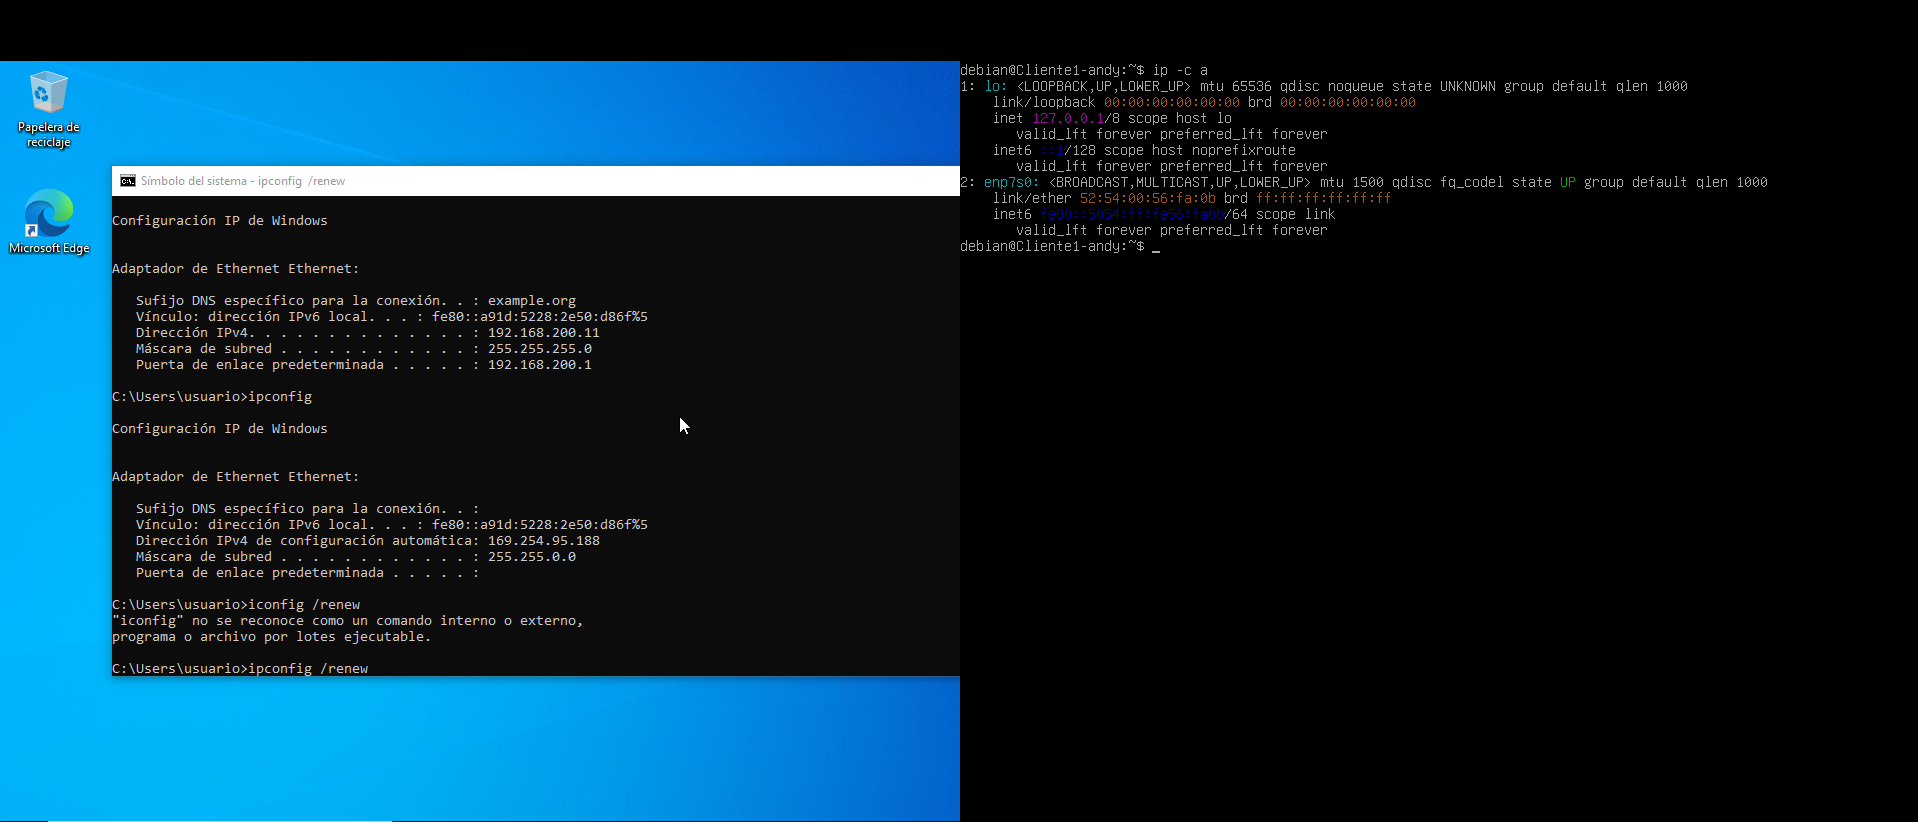 Papelera de
reciclaje
Microsoft Edge
Símbolo del sistema - ipconfig /renew
Configuración IP de Windows
Adaptador de Ethernet Ethernet:
Sufijo DNS específico para la conexión. . : example.org
Vínculo: dirección IPv6 local. . . : fe80::a91d:5228:2e50:d86f%5
Dirección IPv4. . . . . . . . . . . . . . : 192.168.200.11
Máscara de subred . . . . . . . . . . . . : 255.255.255.0
Puerta de enlace predeterminada . . . . . : 192.168.200.1
C:\Users\usuario>ipconfig
Configuración IP de Windows
Adaptador de Ethernet Ethernet:
Sufijo DNS específico para la conexión. . :
Vínculo: dirección IPv6 local. . . : fe80::a91d:5228:2e50:d86f%5
Dirección IPv4 de configuración automática: 169.254.95.188
Máscara de subred . . . . . . . . . . . . : 255.255.0.0
Puerta de enlace predeterminada . . . . . :
C:\Users\usuario>iconfig /renew
"iconfig" no se reconoce como un comando interno o externo,
programa o archivo por lotes ejecutable.
C:\Users\usuario>ipconfig /renew
debian@Cliente1-andy:~$ ip -c a
1: lo: <LOOPBACK,UP,LOWER_UP> mtu 65536 qdisc noqueue state UNKNOWN group default qlen 1000
link/loopback 00:00:00:00:00:00 brd 00:00:00:00:00:00
inet 127.0.0.1/8 scope host lo
valid_lft forever preferred_lft forever
inet6 ::1/128 scope host noprefixroute
valid_lft forever preferred_lft forever
2: enp7s0: <BROADCAST,MULTICAST,UP,LOWER_UP> mtu 1500 qdisc fq_codel state UP group default qlen 1000
link/ether 52:54:00:56:fa:0b brd ff:ff:ff:ff:ff:ff
inet6 fe80::5054:ff:fe56:fa0b/64 scope link
valid_lft forever preferred_lft forever
debian@Cliente1-andy:~$ _